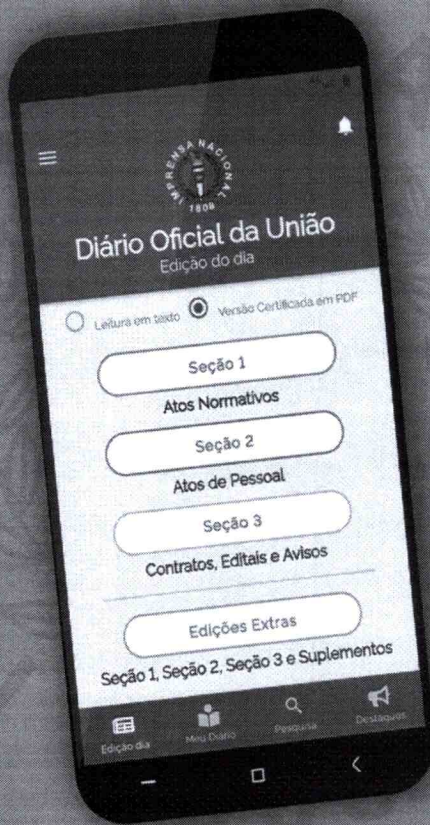 IMPRENSA NACIONAL
1808
Diário Oficial da União
Edição do dia
Leitura em texto Versão Certificada em PDF
Seção 1
Atos Normativos
Seção 2
Atos de Pessoal
Seção 3
Contratos, Editais e Avisos
Edições Extras
Seção 1, Seção 2, Seção 3 e Suplementos
Edição dia Meu Diário Pesquisa Destaques